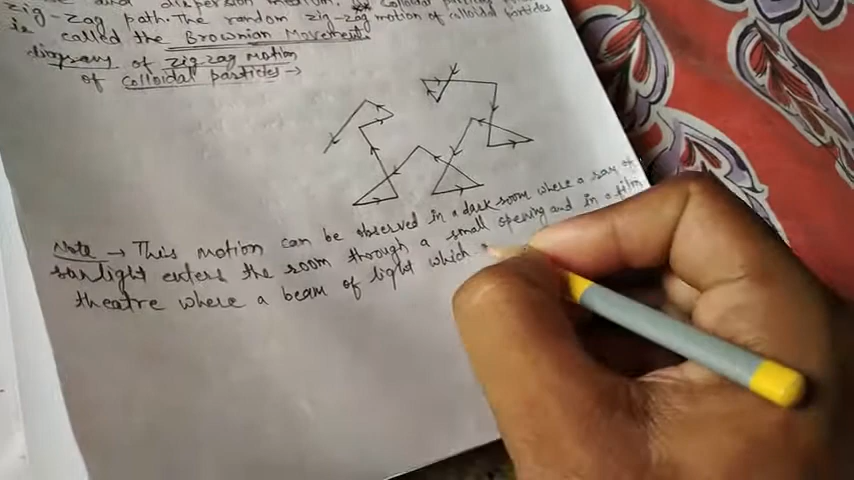 zig-zag path. The random zig-zag motion of colloidal particles
is called the Brownian Movement.
diagram of zig-zag motion
of colloidal particles →
Note → This motion can be observed in a dark room where a ray of
sunlight enters the room through a small opening and in a film
theatre where a beam of light which